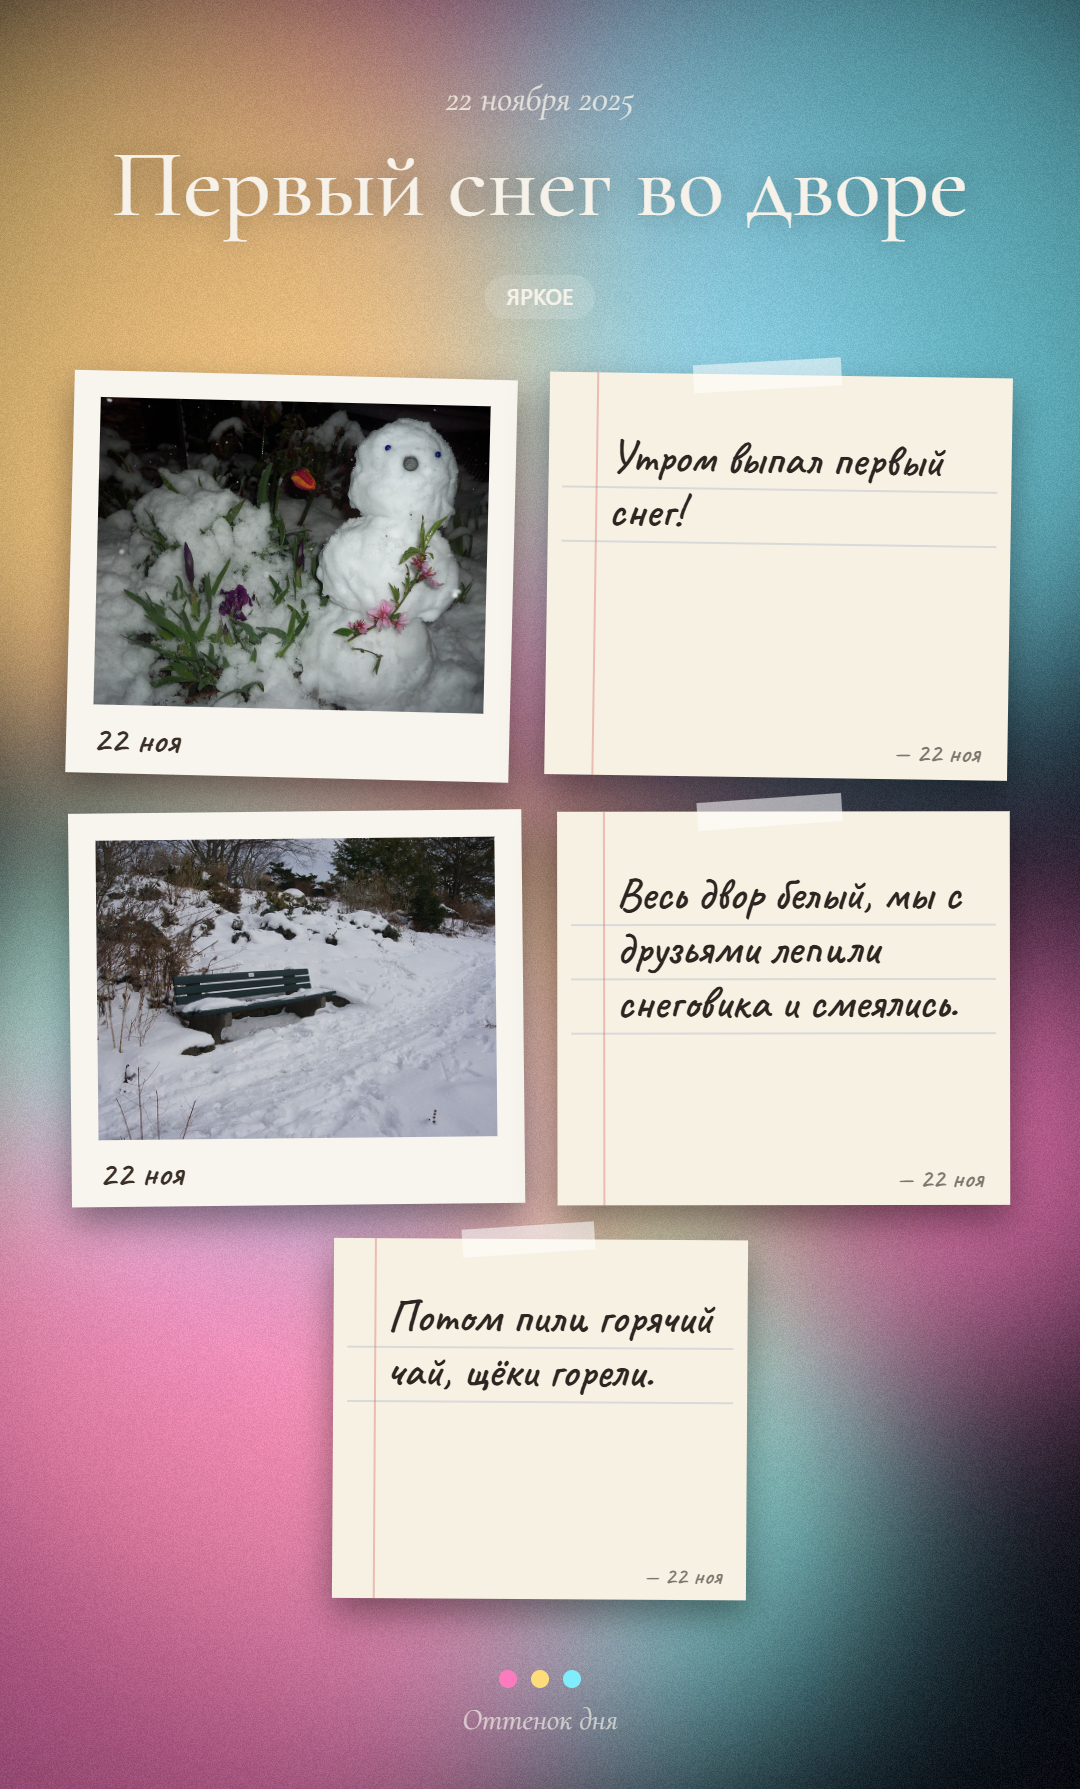 22 ноября 2025
Первый снег во дворе
ЯРКОЕ
22 ноя
Утром выпал первый
снег!
— 22 ноя
22 ноя
Весь двор белый, мы с
друзьями лепили
снеговика и смеялись.
— 22 ноя
Потом пили горячий
чай, щёки горели.
— 22 ноя
Оттенок дня